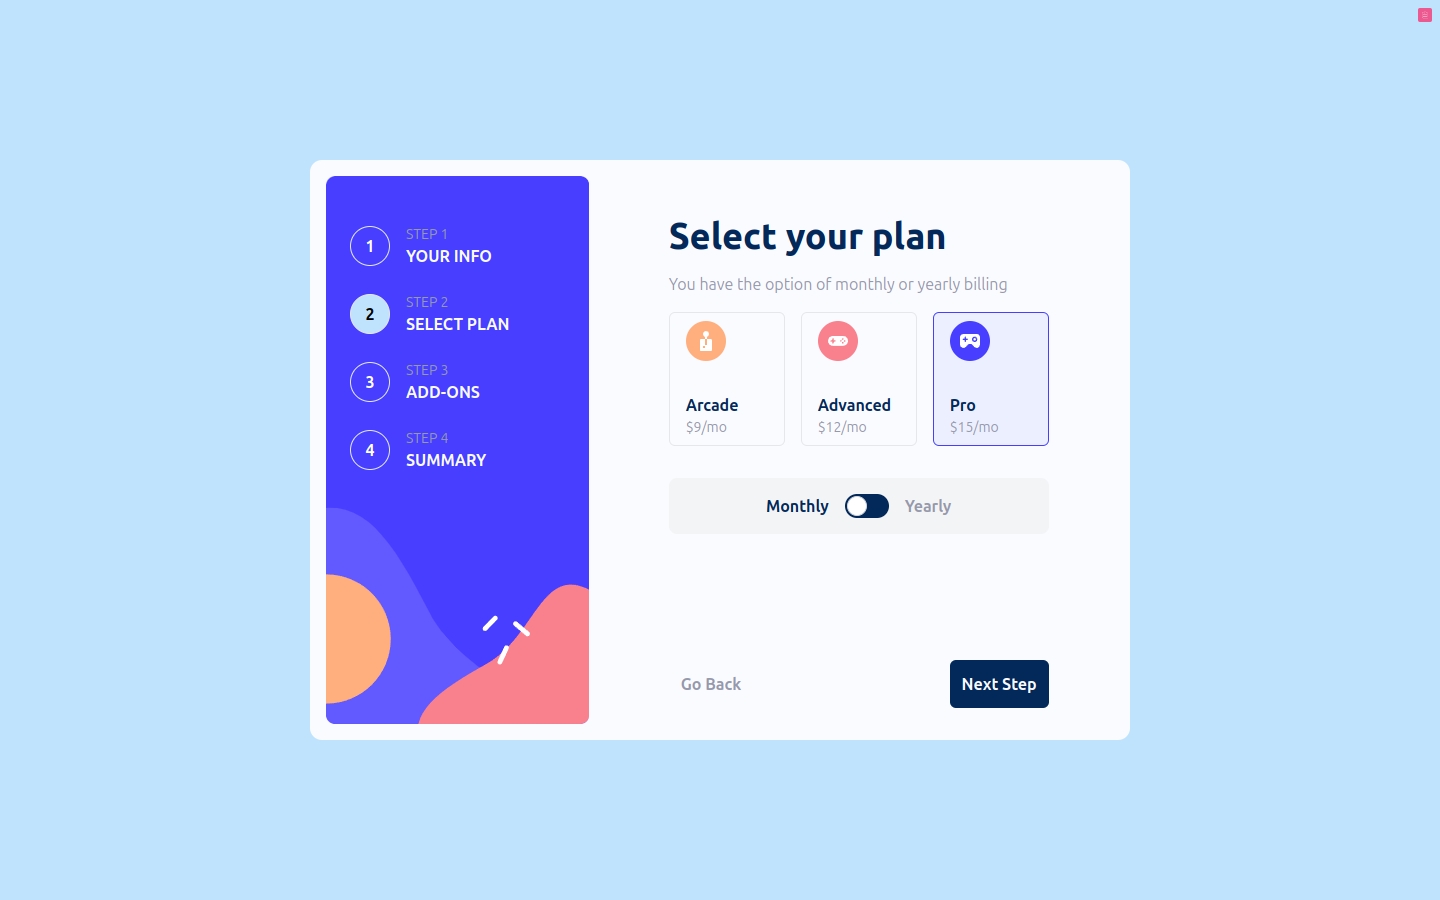 1
STEP 1
YOUR INFO
2
STEP 2
SELECT PLAN
3
STEP 3
ADD-ONS
4
STEP 4
SUMMARY
Select your plan
You have the option of monthly or yearly billing
Arcade
$9/mo
Advanced
$12/mo
Pro
$15/mo
Monthly
Yearly
Go Back
Next Step